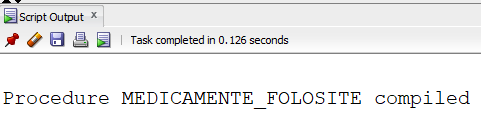 Script Output x
Task completed in 0.126 seconds
Procedure MEDICAMENTE_FOLOSITE compiled